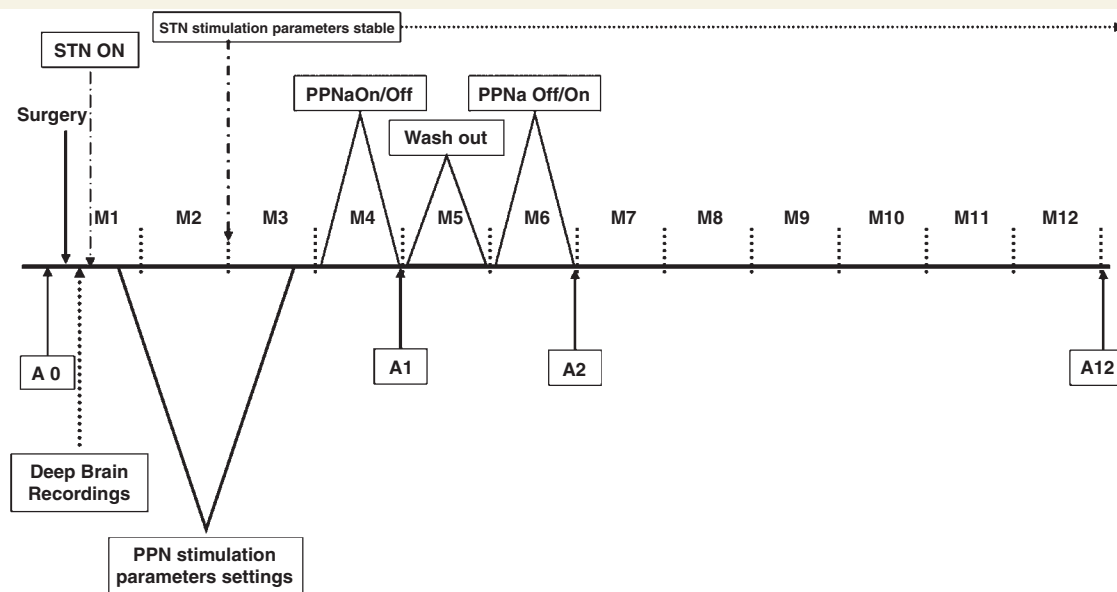 STN stimulation parameters stable
STN ON
PPNaOn/Off
PPNa Off/On
Surgery
Wash out
M1 M2 M3 M4 M5 M6 M7 M8 M9 M10 M11 M12
A 0
A1
A2
A12
Deep Brain
Recordings
PPN stimulation
parameters settings